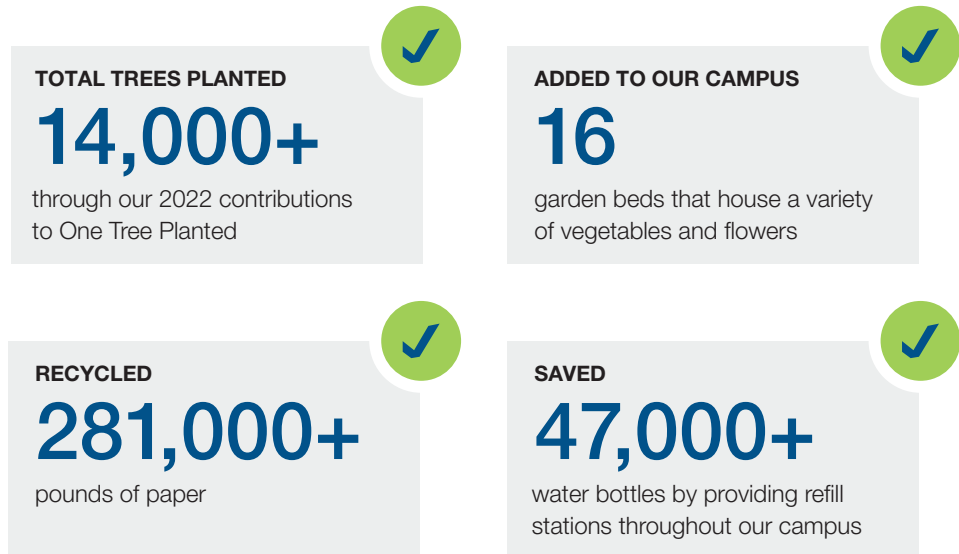 TOTAL TREES PLANTED
14,000+
through our 2022 contributions
to One Tree Planted
ADDED TO OUR CAMPUS
16
garden beds that house a variety
of vegetables and flowers
RECYCLED
281,000+
pounds of paper
SAVED
47,000+
water bottles by providing refill
stations throughout our campus